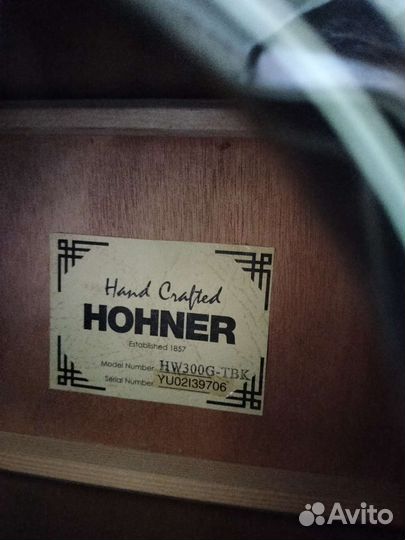 Hand Crafted
HOHNER
Established 1857
Model Number HW300G-TBK
Serial Number YU02I39706
Avito